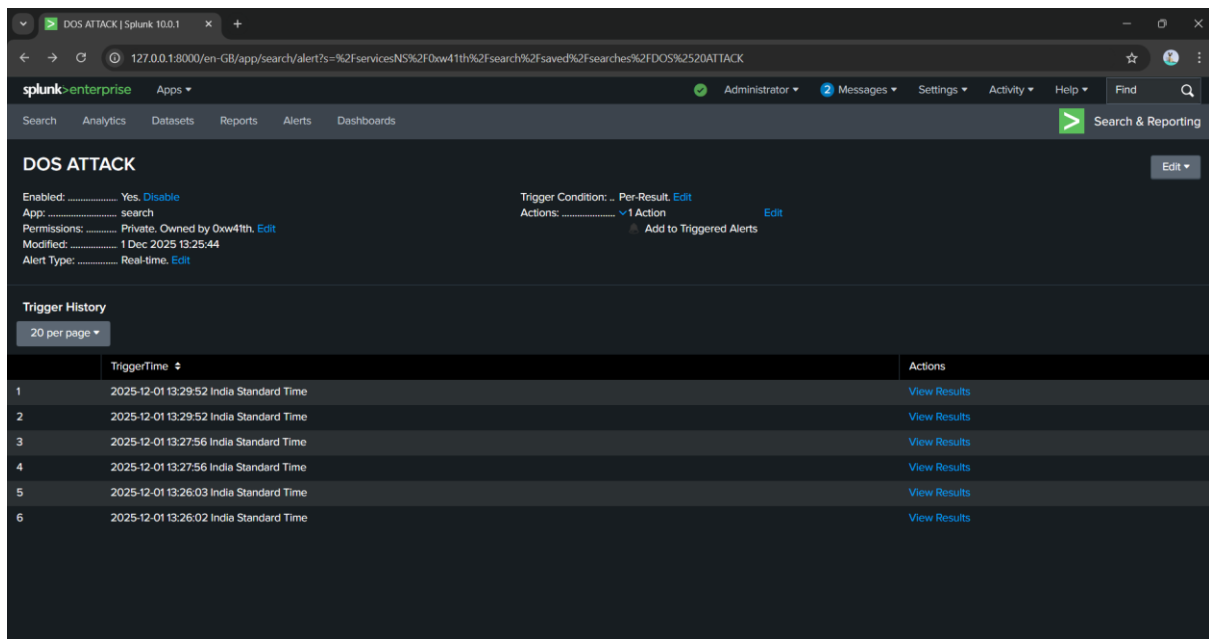 DOS ATTACK | Splunk 10.0.1
127.0.0.1:8000/en-GB/app/search/alert?s=%2FservicesNS%2F0xw41th%2Fsearch%2Fsaved%2Fsearches%2FDOS%2520ATTACK
splunk>enterprise Apps Administrator 2 Messages Settings Activity Help Find
Search Analytics Datasets Reports Alerts Dashboards Search & Reporting
DOS ATTACK Edit
Enabled: .................. Yes. Disable Trigger Condition: .. Per-Result. Edit
App: ......................... search Actions: .................... 1 Action Edit
Permissions: ........... Private. Owned by 0xw41th. Edit Add to Triggered Alerts
Modified: ................. 1 Dec 2025 13:25:44
Alert Type: .............. Real-time. Edit
Trigger History
20 per page
TriggerTime Actions
1 2025-12-01 13:29:52 India Standard Time View Results
2 2025-12-01 13:29:52 India Standard Time View Results
3 2025-12-01 13:27:56 India Standard Time View Results
4 2025-12-01 13:27:56 India Standard Time View Results
5 2025-12-01 13:26:03 India Standard Time View Results
6 2025-12-01 13:26:02 India Standard Time View Results